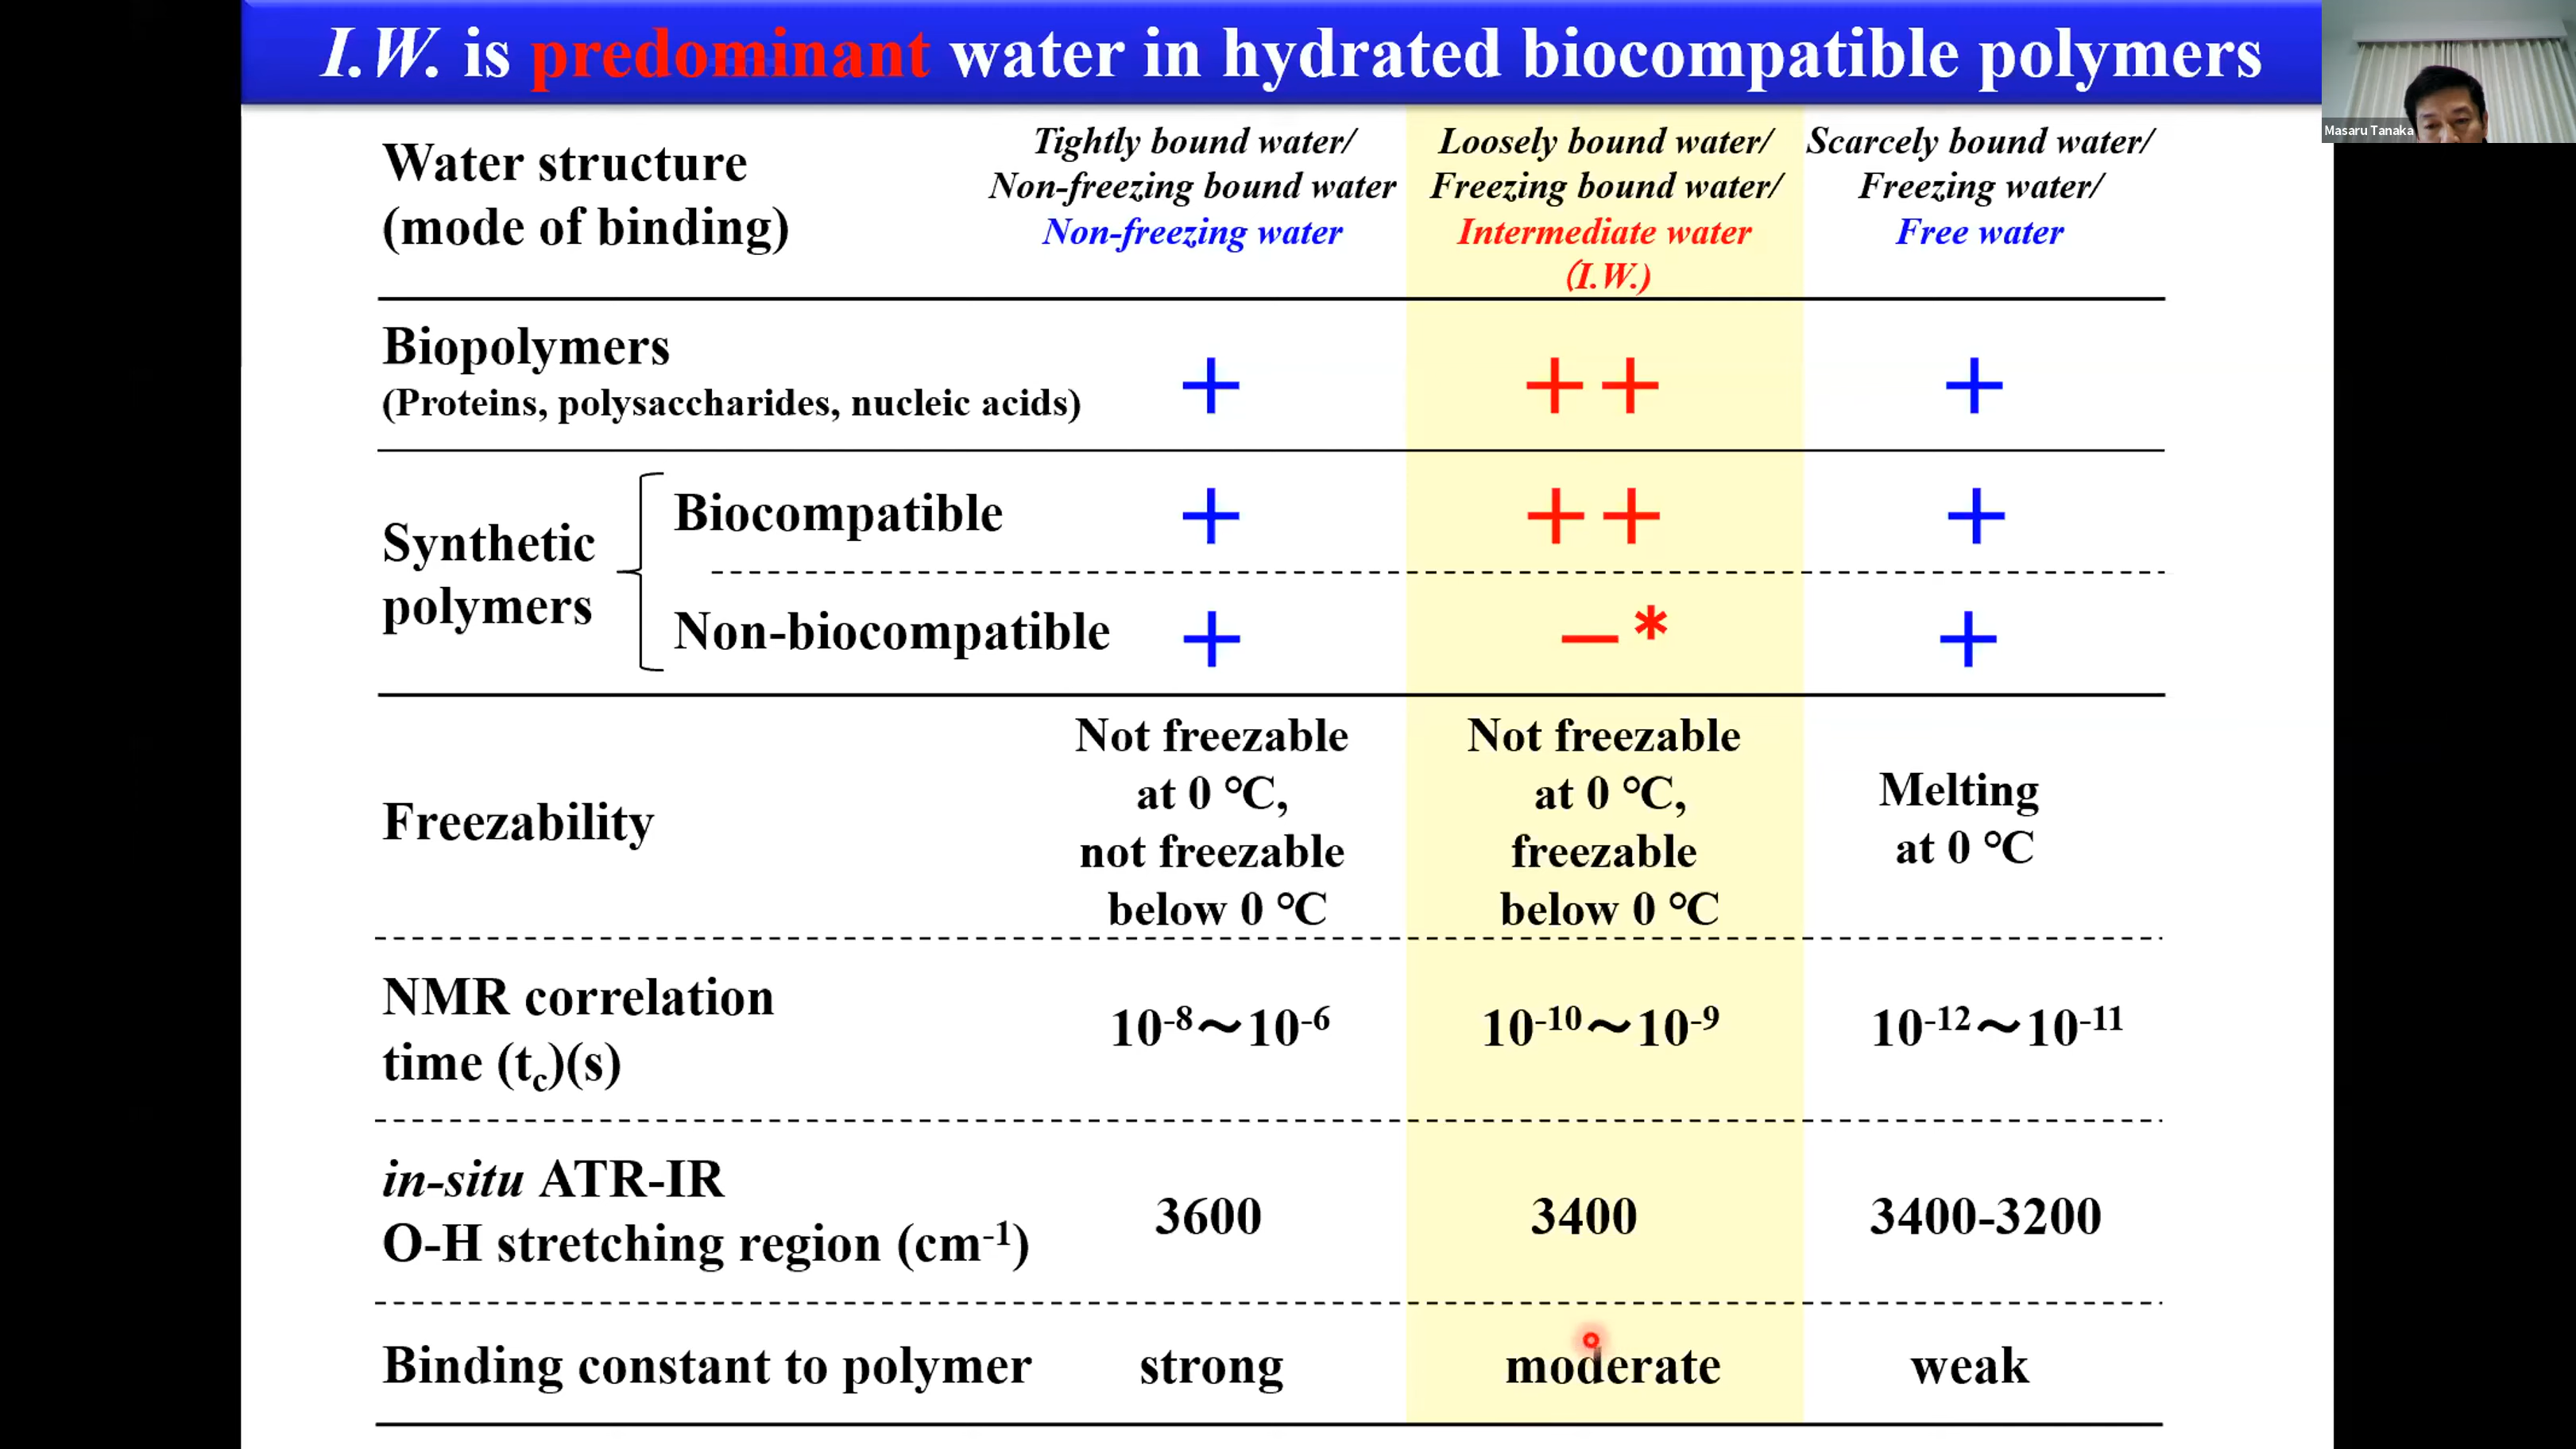 I.W. is predominant water in hydrated biocompatible polymers
Masaru Tanaka
Water structure
(mode of binding)
Tightly bound water/
Non-freezing bound water
Non-freezing water
Loosely bound water/
Freezing bound water/
Intermediate water
(I.W.)
Scarcely bound water/
Freezing water/
Free water
Biopolymers
(Proteins, polysaccharides, nucleic acids)
+
++
+
Synthetic
polymers
Biocompatible
+
++
+
Non-biocompatible
+
−*
+
Freezability
Not freezable
at 0 ℃,
not freezable
below 0 ℃
Not freezable
at 0 ℃,
freezable
below 0 ℃
Melting
at 0 ℃
NMR correlation
time (tc)(s)
10⁻⁸～10⁻⁶
10⁻¹⁰～10⁻⁹
10⁻¹²～10⁻¹¹
in-situ ATR-IR
O-H stretching region (cm⁻¹)
3600
3400
3400-3200
Binding constant to polymer
strong
moderate
weak